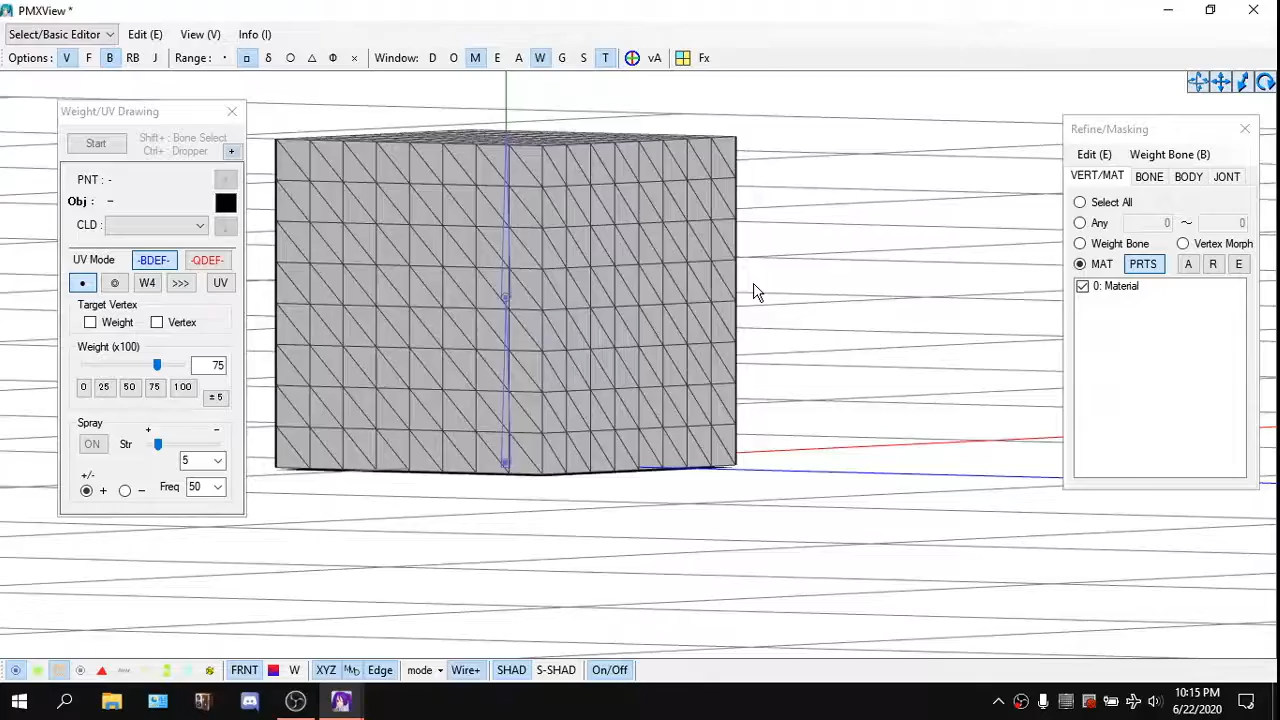 PMXView *
Select/Basic Editor Edit (E) View (V) Info (I)
Options: V F B RB J Range: Window: D O M E A W G S T vA Fx
Weight/UV Drawing
Start Shift+ : Bone Select
Ctrl+ : Dropper +
PNT : -
Obj : -
CLD :
UV Mode -BDEF- -QDEF-
W4 >>> UV
Target Vertex
Weight Vertex
Weight (x100)
75
0 25 50 75 100
± 5
Spray
+ -
ON Str
5
+/-
+ - Freq 50
Refine/Masking
Edit (E) Weight Bone (B)
VERT/MAT BONE BODY JONT
Select All
Any 0 ～ 0
Weight Bone Vertex Morph
MAT PRTS A R E
0: Material
FRNT W XYZ Edge mode Wire+ SHAD S-SHAD On/Off
10:15 PM
6/22/2020